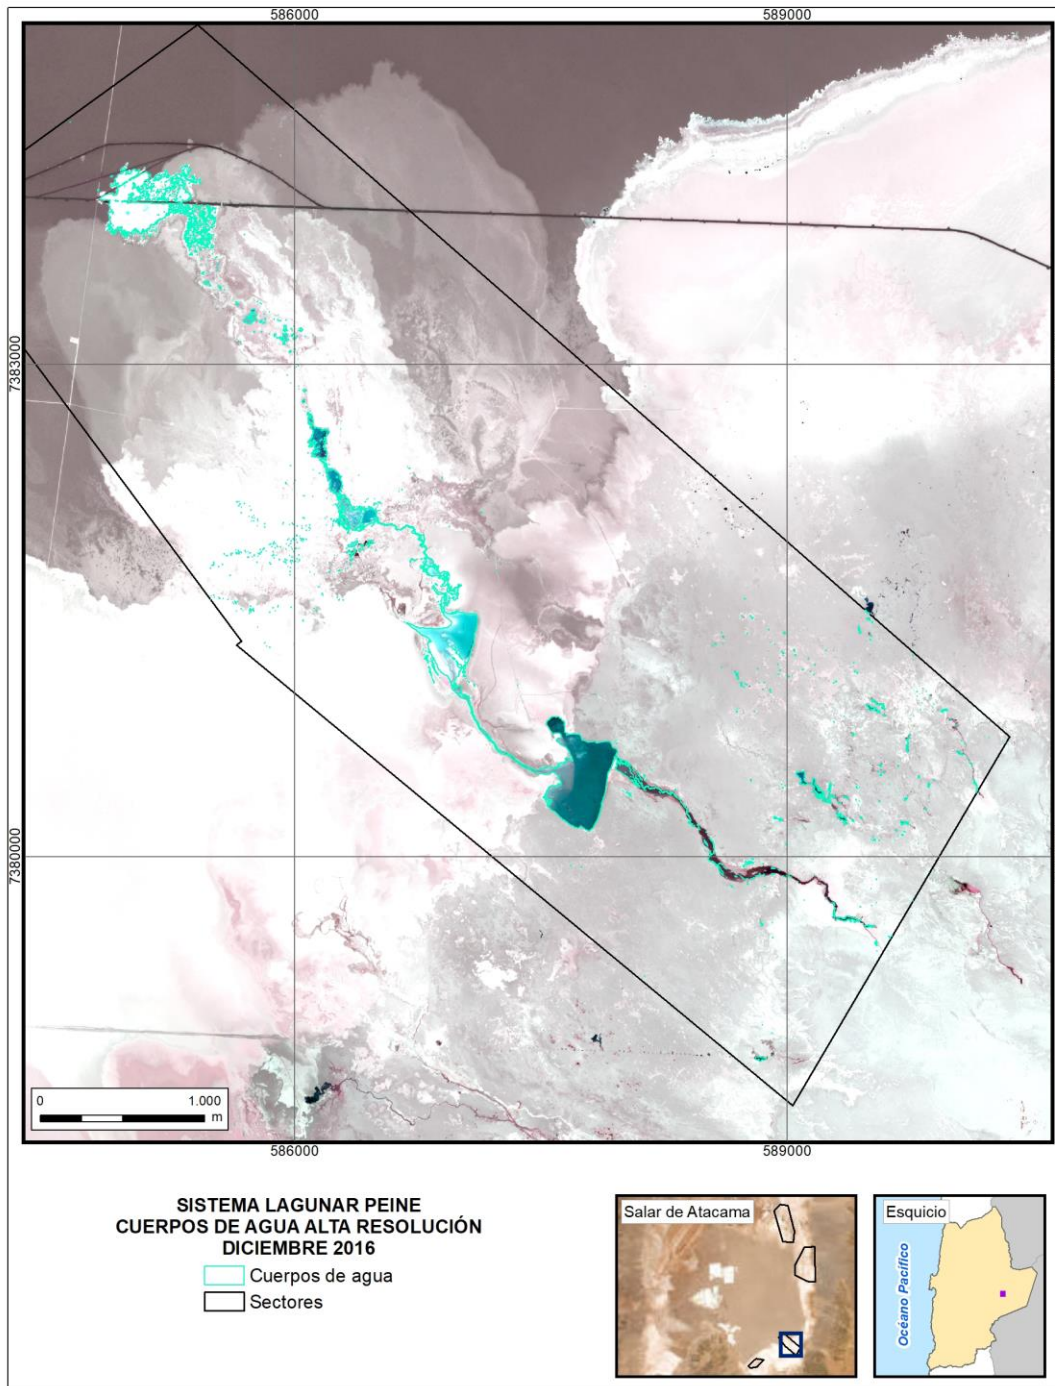 586000
589000
7383000
7380000
0
1.000
m
586000
589000
SISTEMA LAGUNAR PEINE
CUERPOS DE AGUA ALTA RESOLUCIÓN
DICIEMBRE 2016
Cuerpos de agua
Sectores
Salar de Atacama
Esquicio
Océano Pacífico